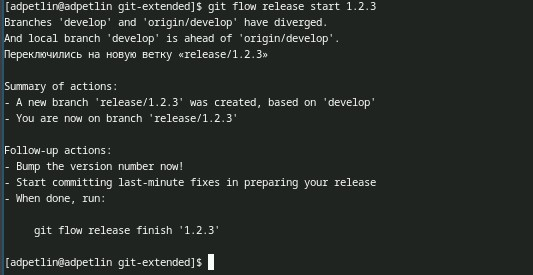 [adpetlin@adpetlin git-extended]$ git flow release start 1.2.3
Branches 'develop' and 'origin/develop' have diverged.
And local branch 'develop' is ahead of 'origin/develop'.
Переключились на новую ветку «release/1.2.3»
Summary of actions:
- A new branch 'release/1.2.3' was created, based on 'develop'
- You are now on branch 'release/1.2.3'
Follow-up actions:
- Bump the version number now!
- Start committing last-minute fixes in preparing your release
- When done, run:
git flow release finish '1.2.3'
[adpetlin@adpetlin git-extended]$